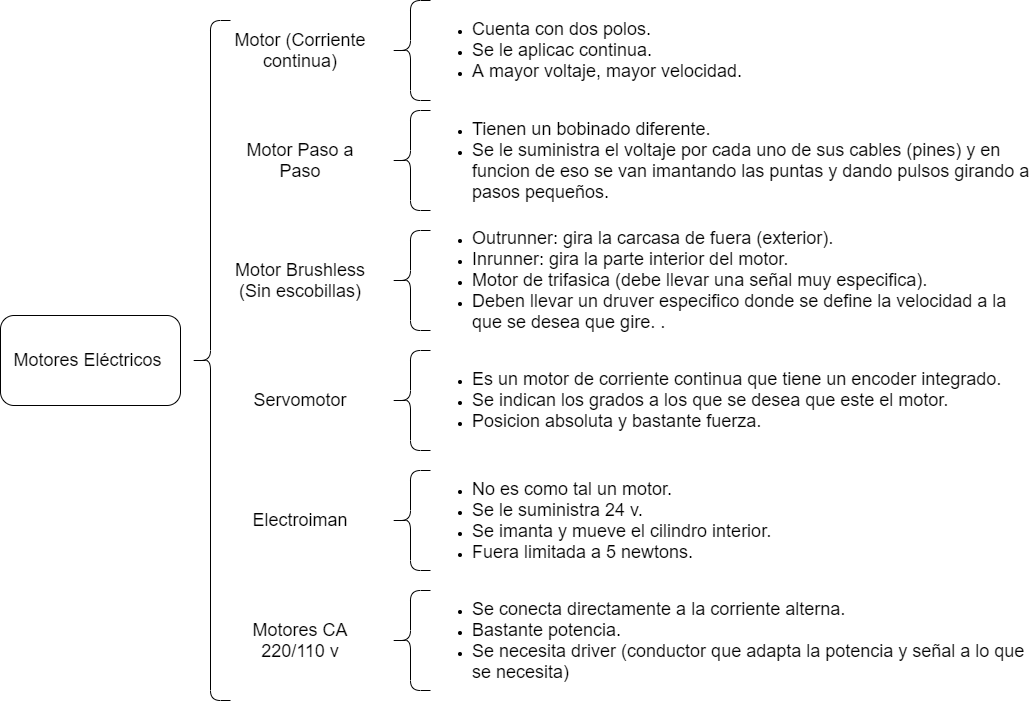 Motores Eléctricos
Motor (Corriente
continua)
Cuenta con dos polos.
Se le aplicac continua.
A mayor voltaje, mayor velocidad.
Motor Paso a
Paso
Tienen un bobinado diferente.
Se le suministra el voltaje por cada uno de sus cables (pines) y en
funcion de eso se van imantando las puntas y dando pulsos girando a
pasos pequeños.
Motor Brushless
(Sin escobillas)
Outrunner: gira la carcasa de fuera (exterior).
Inrunner: gira la parte interior del motor.
Motor de trifasica (debe llevar una señal muy especifica).
Deben llevar un druver especifico donde se define la velocidad a la
que se desea que gire. .
Servomotor
Es un motor de corriente continua que tiene un encoder integrado.
Se indican los grados a los que se desea que este el motor.
Posicion absoluta y bastante fuerza.
Electroiman
No es como tal un motor.
Se le suministra 24 v.
Se imanta y mueve el cilindro interior.
Fuera limitada a 5 newtons.
Motores CA
220/110 v
Se conecta directamente a la corriente alterna.
Bastante potencia.
Se necesita driver (conductor que adapta la potencia y señal a lo que
se necesita)